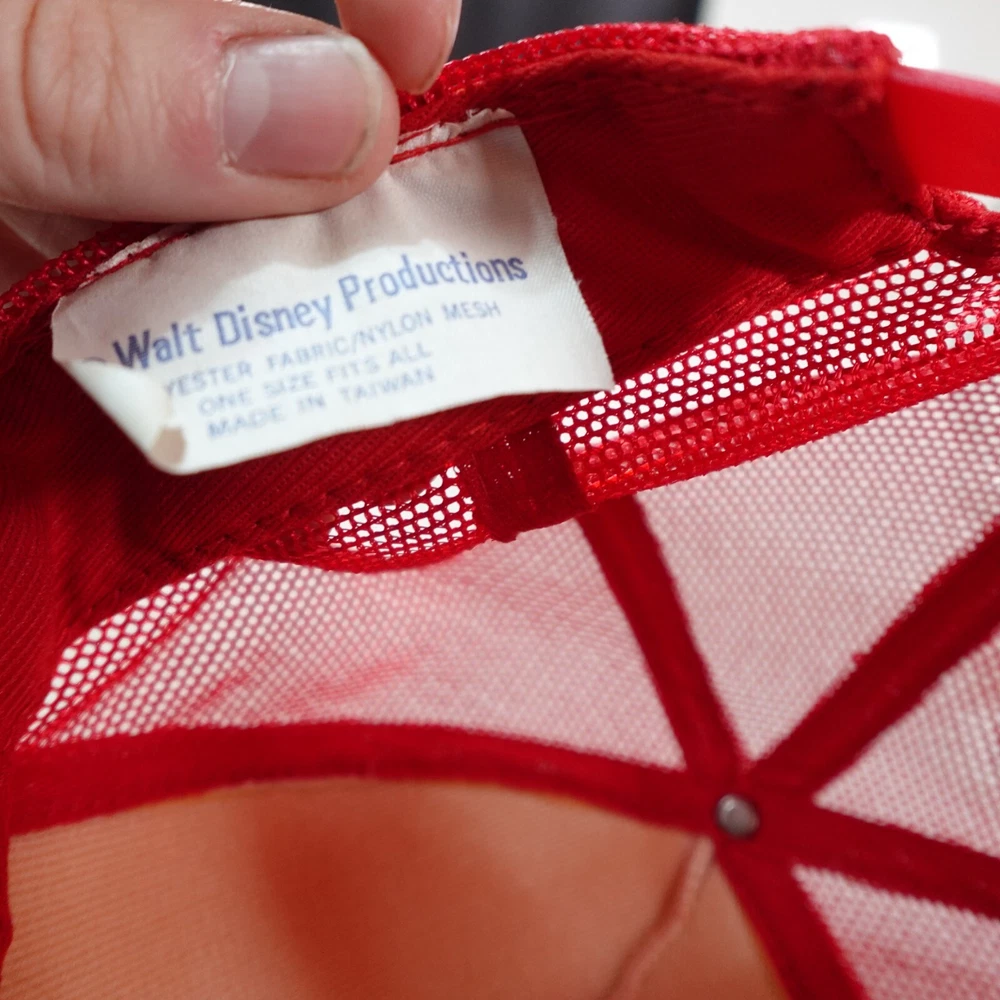 © Walt Disney Productions
YESTER FABRIC/NYLON MESH
ONE SIZE FITS ALL
MADE IN TAIWAN